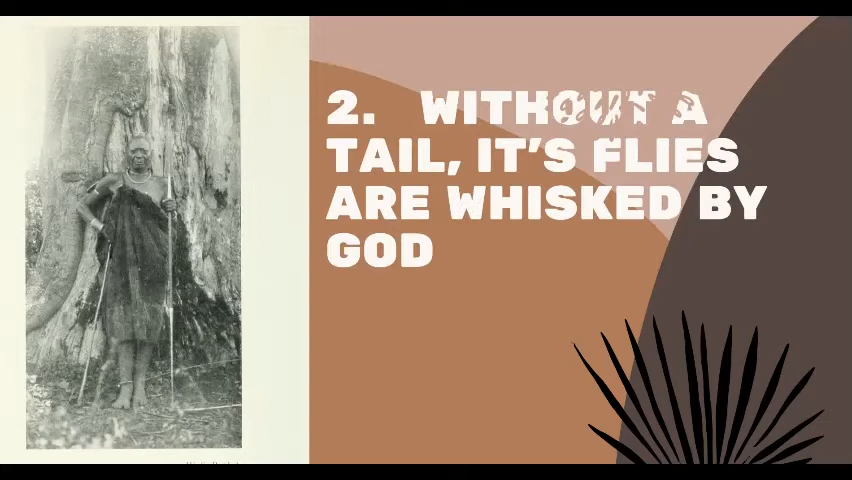 2. WITHOUT A
TAIL, IT'S FLIES
ARE WHISKED BY
GOD